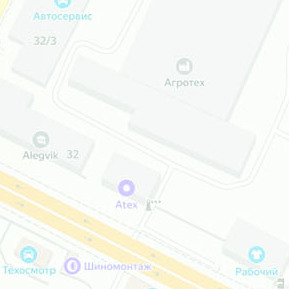 Автосервис
32/3
Агротех
Alegvik 32
Atex
Техосмотр
Шиномонтаж
Рабочий